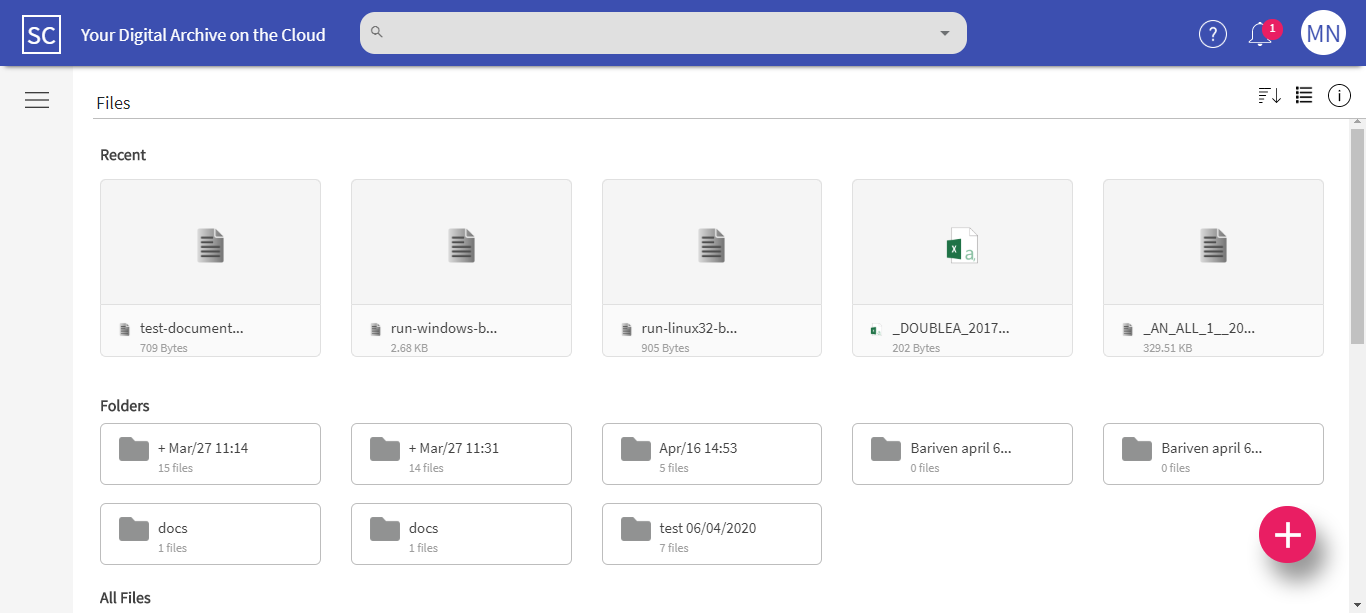 SC Your Digital Archive on the Cloud ? 1 MN
Files
Recent
test-document...
709 Bytes
run-windows-b...
2.68 KB
run-linux32-b...
905 Bytes
_DOUBLEA_2017...
202 Bytes
_AN_ALL_1__20...
329.51 KB
Folders
+ Mar/27 11:14
15 files
+ Mar/27 11:31
14 files
Apr/16 14:53
5 files
Bariven april 6...
0 files
Bariven april 6...
0 files
docs
1 files
docs
1 files
test 06/04/2020
7 files
All Files